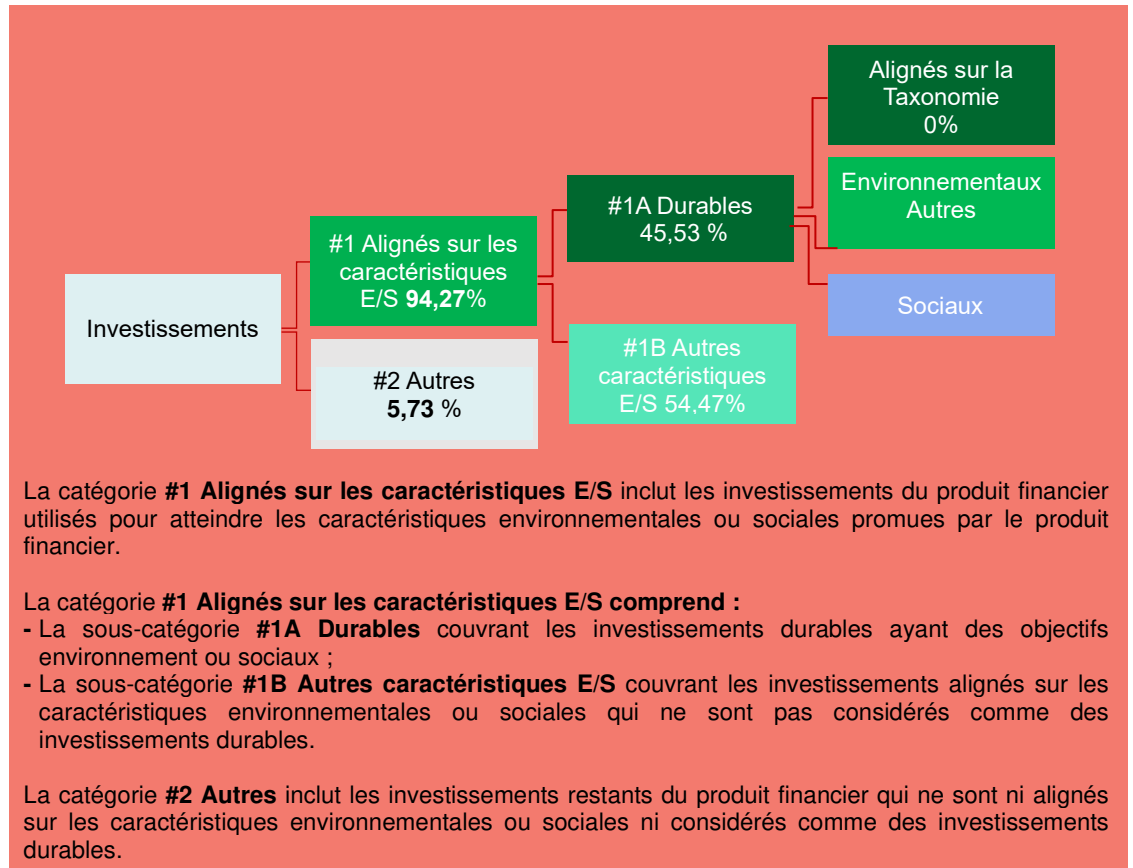 Alignés sur la
Taxonomie
0%
Environnementaux
Autres
#1A Durables
45,53 %
#1 Alignés sur les
caractéristiques
E/S 94,27%
Sociaux
Investissements
#1B Autres
caractéristiques
E/S 54,47%
#2 Autres
5,73 %
La catégorie #1 Alignés sur les caractéristiques E/S inclut les investissements du produit financier
utilisés pour atteindre les caractéristiques environnementales ou sociales promues par le produit
financier.
La catégorie #1 Alignés sur les caractéristiques E/S comprend :
- La sous-catégorie #1A Durables couvrant les investissements durables ayant des objectifs
environnement ou sociaux ;
- La sous-catégorie #1B Autres caractéristiques E/S couvrant les investissements alignés sur les
caractéristiques environnementales ou sociales qui ne sont pas considérés comme des
investissements durables.
La catégorie #2 Autres inclut les investissements restants du produit financier qui ne sont ni alignés
sur les caractéristiques environnementales ou sociales ni considérés comme des investissements
durables.